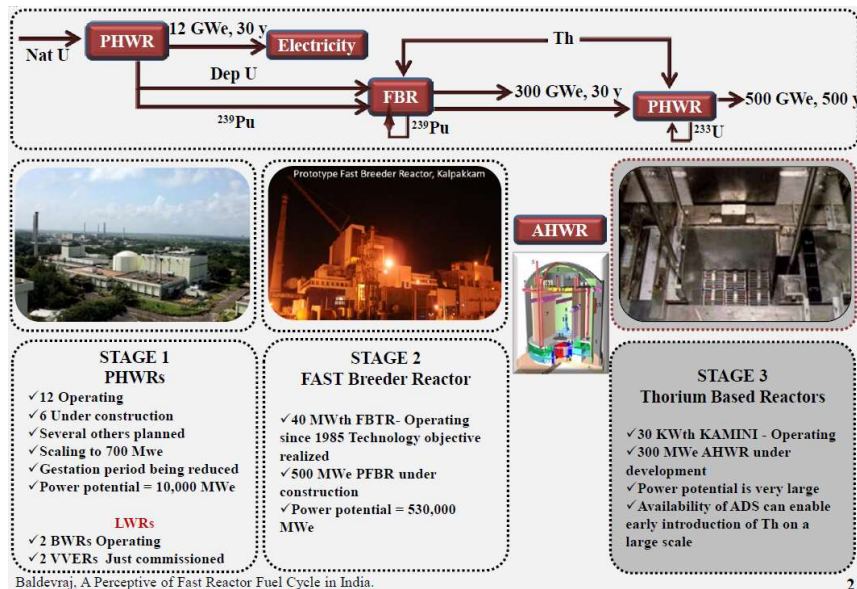 12 GWe, 30 y
Nat U
PHWR
Electricity
Th
Dep U
FBR
300 GWe, 30 y
PHWR
500 GWe, 500 y
²³⁹Pu
²³⁹Pu
²³³U
Prototype Fast Breeder Reactor, Kalpakkam
AHWR
STAGE 1
PHWRs
✓12 Operating
✓6 Under construction
✓Several others planned
✓Scaling to 700 Mwe
✓Gestation period being reduced
✓Power potential = 10,000 MWe
LWRs
✓2 BWRs Operating
✓2 VVERs Just commissioned
STAGE 2
FAST Breeder Reactor
✓40 MWth FBTR- Operating
since 1985 Technology objective
realized
✓500 MWe PFBR under
construction
✓Power potential = 530,000
MWe
STAGE 3
Thorium Based Reactors
✓30 KWth KAMINI - Operating
✓300 MWe AHWR under
development
✓Power potential is very large
✓Availability of ADS can enable
early introduction of Th on a
large scale
Baldevraj, A Perceptive of Fast Reactor Fuel Cycle in India.
2